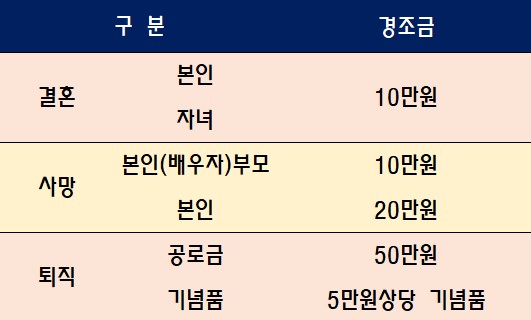 구 분 경조금
결혼 본인 10만원
자녀
사망 본인(배우자)부모 10만원
본인 20만원
퇴직 공로금 50만원
기념품 5만원상당 기념품